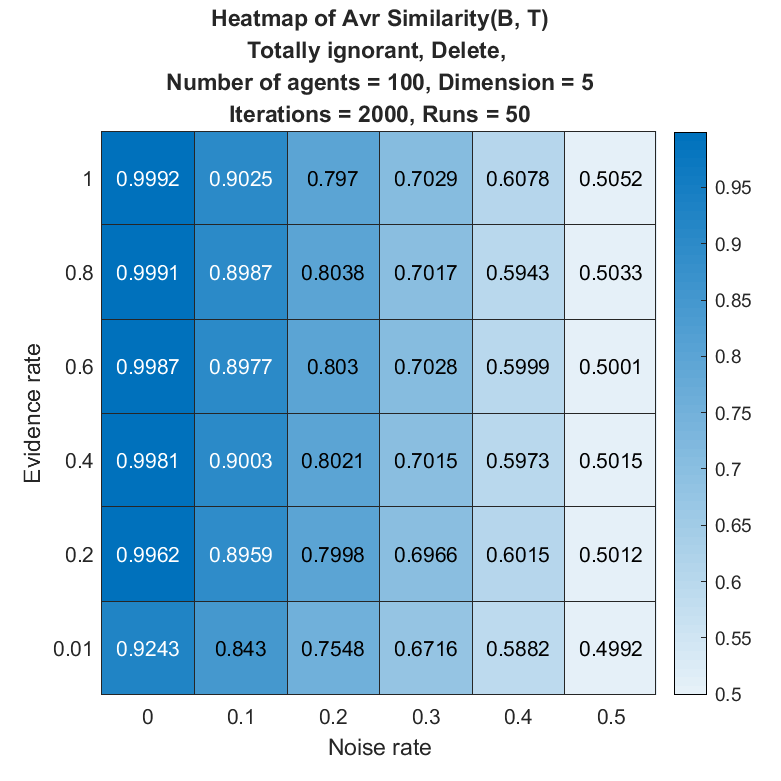 Heatmap of Avr Similarity(B, T)
Totally ignorant, Delete,
Number of agents = 100, Dimension = 5
Iterations = 2000, Runs = 50
1 0.9992 0.9025 0.797 0.7029 0.6078 0.5052
0.8 0.9991 0.8987 0.8038 0.7017 0.5943 0.5033
0.6 0.9987 0.8977 0.803 0.7028 0.5999 0.5001
0.4 0.9981 0.9003 0.8021 0.7015 0.5973 0.5015
0.2 0.9962 0.8959 0.7998 0.6966 0.6015 0.5012
0.01 0.9243 0.843 0.7548 0.6716 0.5882 0.4992
0 0.1 0.2 0.3 0.4 0.5
Noise rate
Evidence rate
0.95
0.9
0.85
0.8
0.75
0.7
0.65
0.6
0.55
0.5